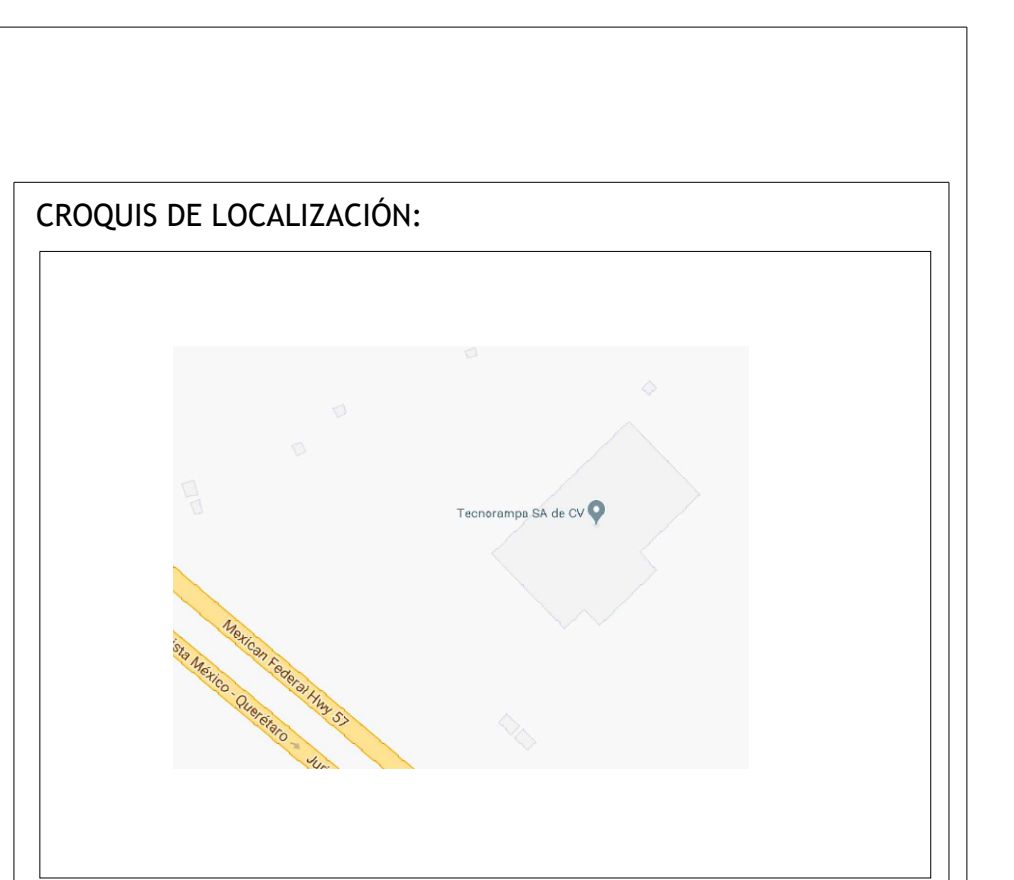 CROQUIS DE LOCALIZACIÓN:
Tecnorampa SA de CV
Mexican Federal Hwy 57
ista México - Querétaro